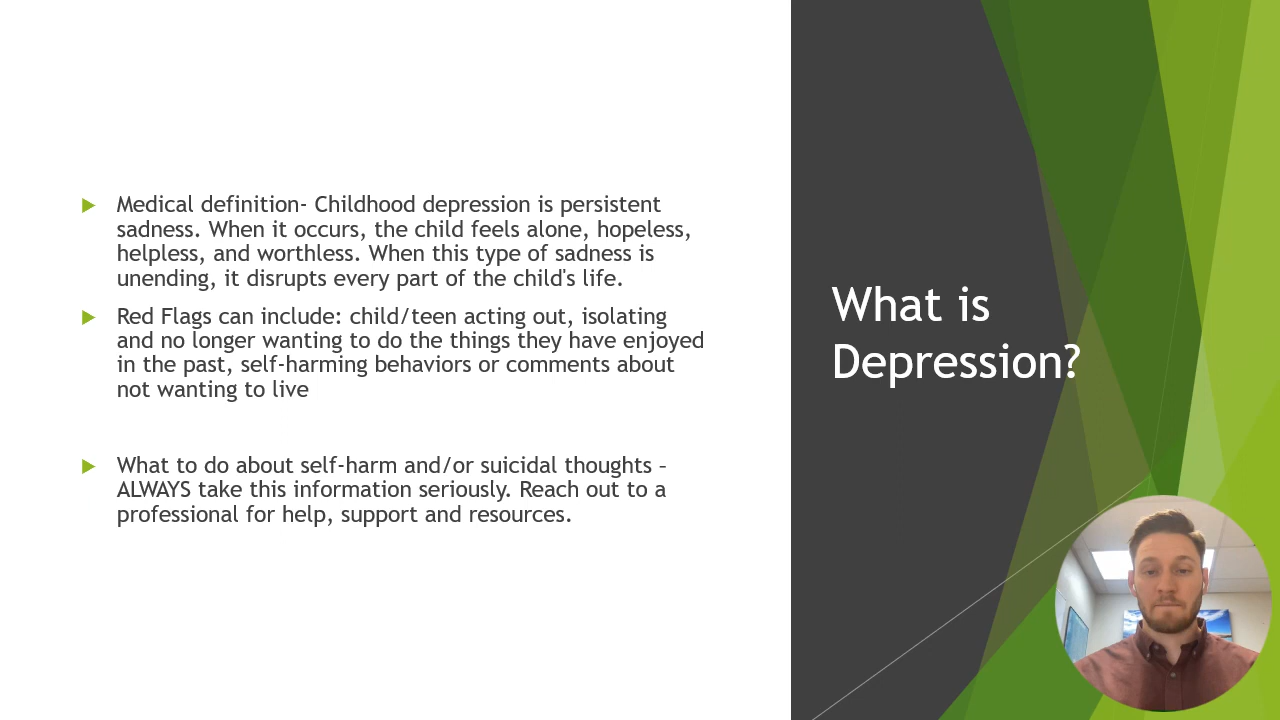 Medical definition- Childhood depression is persistent
sadness. When it occurs, the child feels alone, hopeless,
helpless, and worthless. When this type of sadness is
unending, it disrupts every part of the child's life.
Red Flags can include: child/teen acting out, isolating
and no longer wanting to do the things they have enjoyed
in the past, self-harming behaviors or comments about
not wanting to live
What to do about self-harm and/or suicidal thoughts –
ALWAYS take this information seriously. Reach out to a
professional for help, support and resources.
What is
Depression?